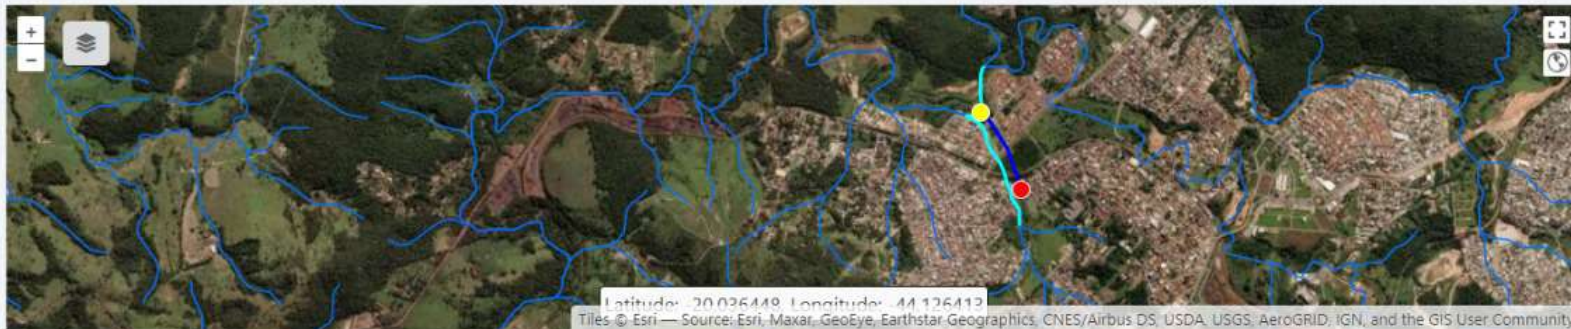 +
−
Latitude: -20.036448, Longitude: -44.126413
Tiles © Esri — Source: Esri, Maxar, GeoEye, Earthstar Geographics, CNES/Airbus DS, USDA, USGS, AeroGRID, IGN, and the GIS User Community